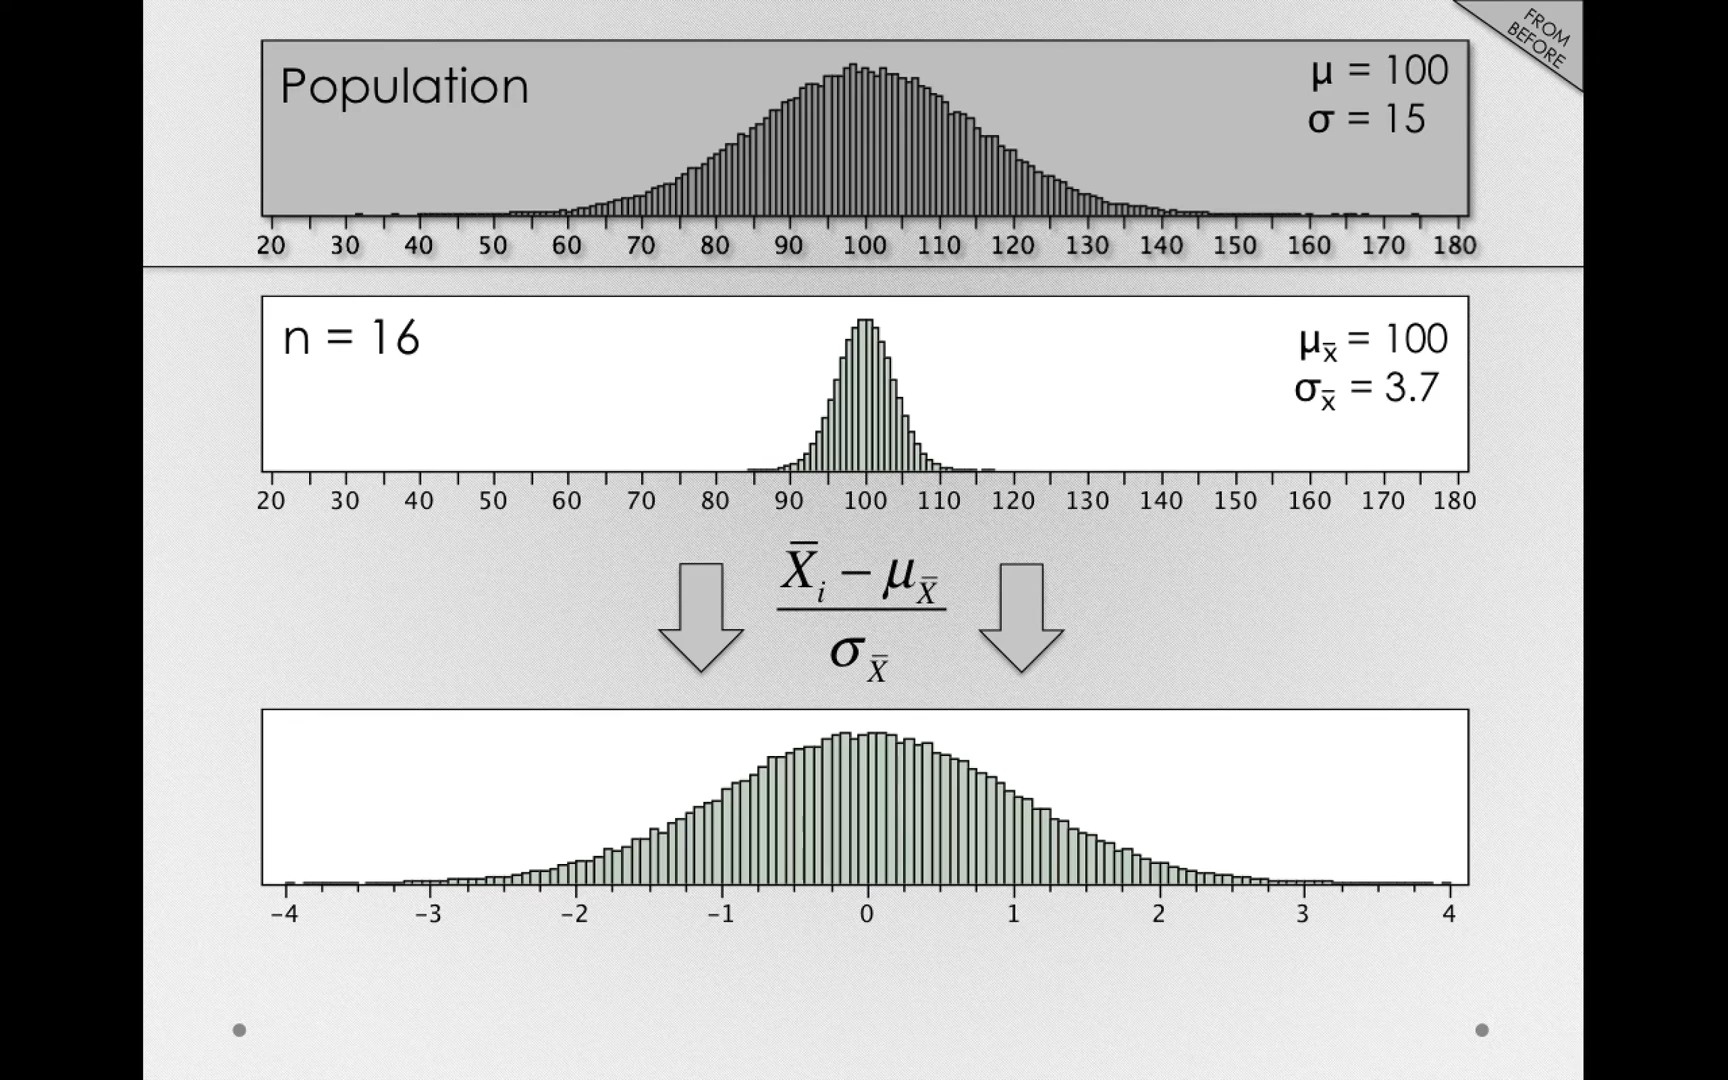 FROM
BEFORE
Population
μ = 100
σ = 15
20 30 40 50 60 70 80 90 100 110 120 130 140 150 160 170 180
n = 16
μx̄ = 100
σx̄ = 3.7
20 30 40 50 60 70 80 90 100 110 120 130 140 150 160 170 180
X̄i − μX̄
σX̄
−4 −3 −2 −1 0 1 2 3 4